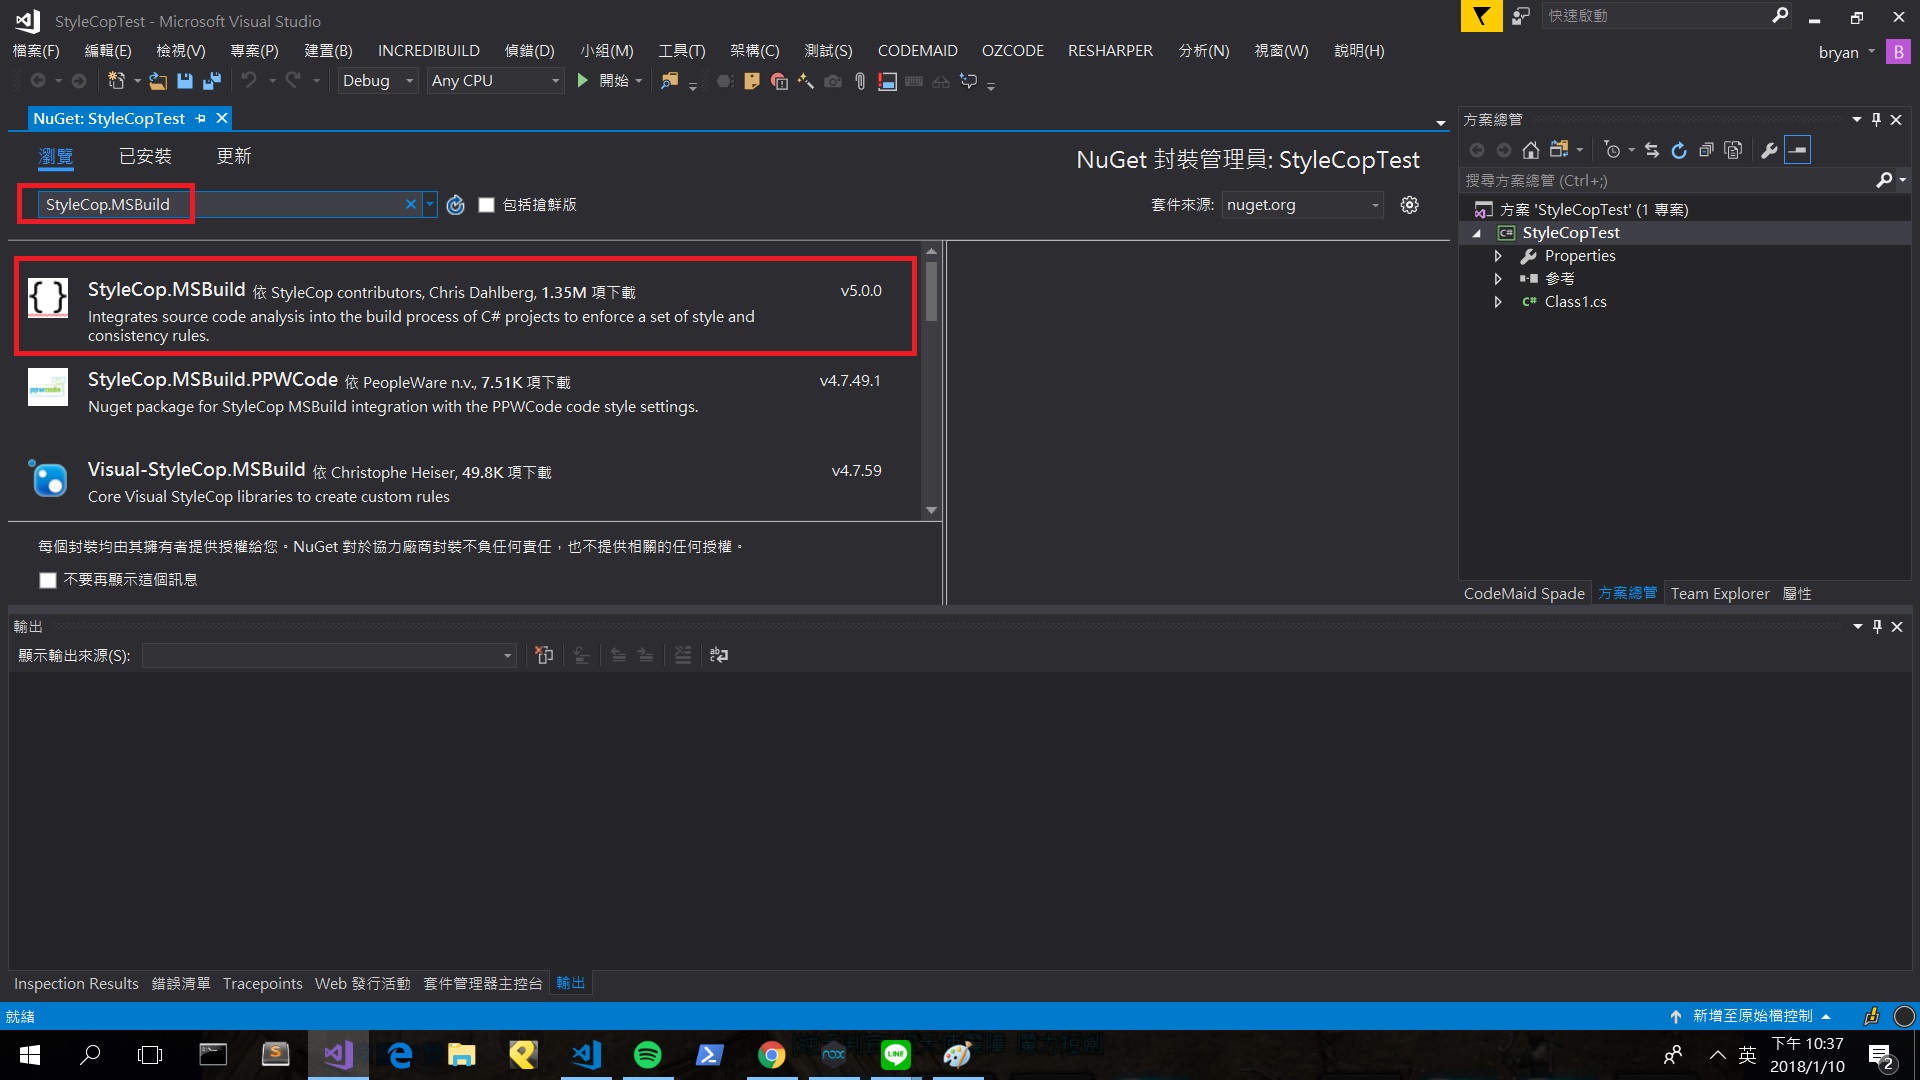 StyleCopTest - Microsoft Visual Studio
快速啟動
檔案(F) 編輯(E) 檢視(V) 專案(P) 建置(B) INCREDIBUILD 偵錯(D) 小組(M) 工具(T) 架構(C) 測試(S) CODEMAID OZCODE RESHARPER 分析(N) 視窗(W) 說明(H)
bryan B
Debug Any CPU 開始
NuGet: StyleCopTest
瀏覽 已安裝 更新
NuGet 封裝管理員: StyleCopTest
StyleCop.MSBuild
包括搶鮮版
套件來源: nuget.org
StyleCop.MSBuild 依 StyleCop contributors, Chris Dahlberg, 1.35M 項下載 v5.0.0
Integrates source code analysis into the build process of C# projects to enforce a set of style and
consistency rules.
StyleCop.MSBuild.PPWCode 依 PeopleWare n.v., 7.51K 項下載 v4.7.49.1
Nuget package for StyleCop MSBuild integration with the PPWCode code style settings.
Visual-StyleCop.MSBuild 依 Christophe Heiser, 49.8K 項下載 v4.7.59
Core Visual StyleCop libraries to create custom rules
每個封裝均由其擁有者提供授權給您。NuGet 對於協力廠商封裝不負任何責任，也不提供相關的任何授權。
不要再顯示這個訊息
方案總管
搜尋方案總管 (Ctrl+;)
方案 'StyleCopTest' (1 專案)
C# StyleCopTest
Properties
參考
C# Class1.cs
CodeMaid Spade 方案總管 Team Explorer 屬性
輸出
顯示輸出來源(S):
Inspection Results 錯誤清單 Tracepoints Web 發行活動 套件管理器主控台 輸出
就緒
新增至原始檔控制
英
下午 10:37
2018/1/10
2